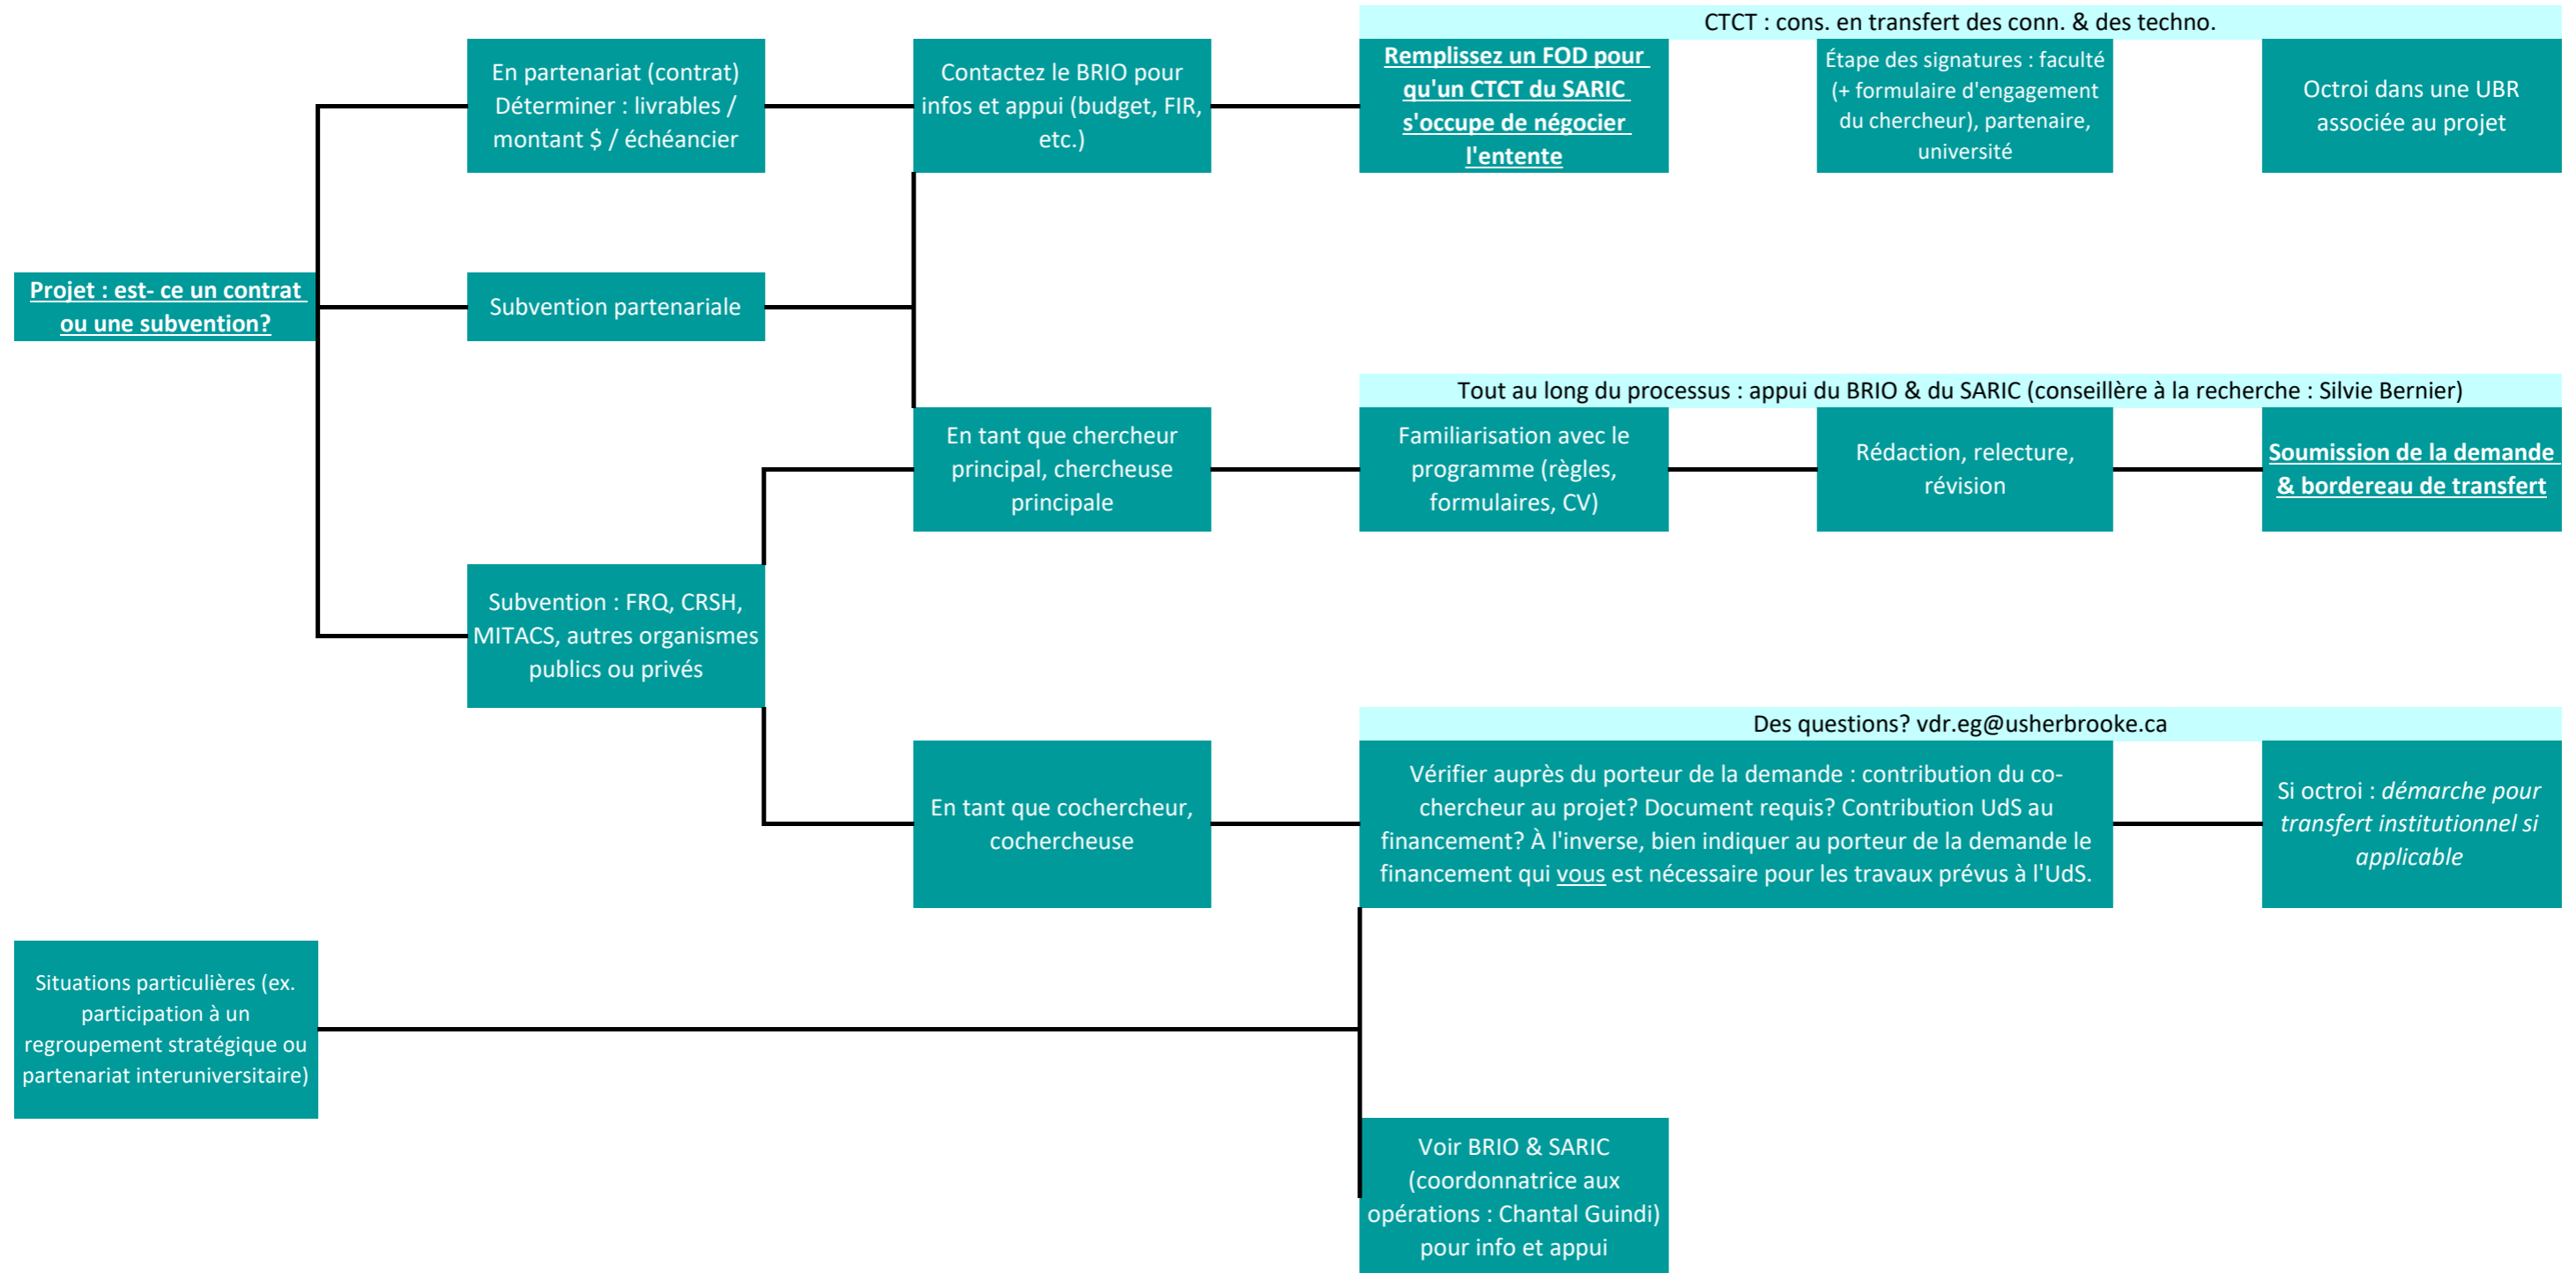 CTCT : cons. en transfert des conn. & des techno.
En partenariat (contrat)
Déterminer : livrables /
montant $ / échéancier
Contactez le BRIO pour
infos et appui (budget, FIR,
etc.)
Remplissez un FOD pour
qu'un CTCT du SARIC
s'occupe de négocier
l'entente
Étape des signatures : faculté
(+ formulaire d'engagement
du chercheur), partenaire,
université
Octroi dans une UBR
associée au projet
Projet : est- ce un contrat
ou une subvention?
Subvention partenariale
Tout au long du processus : appui du BRIO & du SARIC (conseillère à la recherche : Silvie Bernier)
En tant que chercheur
principal, chercheuse
principale
Familiarisation avec le
programme (règles,
formulaires, CV)
Rédaction, relecture,
révision
Soumission de la demande
& bordereau de transfert
Subvention : FRQ, CRSH,
MITACS, autres organismes
publics ou privés
Des questions? vdr.eg@usherbrooke.ca
En tant que cochercheur,
cochercheuse
Vérifier auprès du porteur de la demande : contribution du co-
chercheur au projet? Document requis? Contribution UdS au
financement? À l'inverse, bien indiquer au porteur de la demande le
financement qui vous est nécessaire pour les travaux prévus à l'UdS.
Si octroi : démarche pour
transfert institutionnel si
applicable
Situations particulières (ex.
participation à un
regroupement stratégique ou
partenariat interuniversitaire)
Voir BRIO & SARIC
(coordonnatrice aux
opérations : Chantal Guindi)
pour info et appui